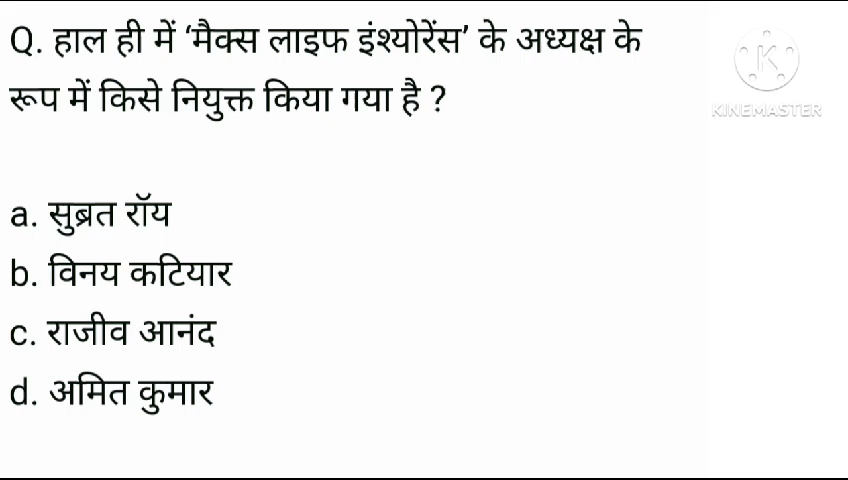 Q. हाल ही में ‘मैक्स लाइफ इंश्योरेंस’ के अध्यक्ष के
रूप में किसे नियुक्त किया गया है ?
K
KINEMASTER
a. सुब्रत रॉय
b. विनय कटियार
c. राजीव आनंद
d. अमित कुमार